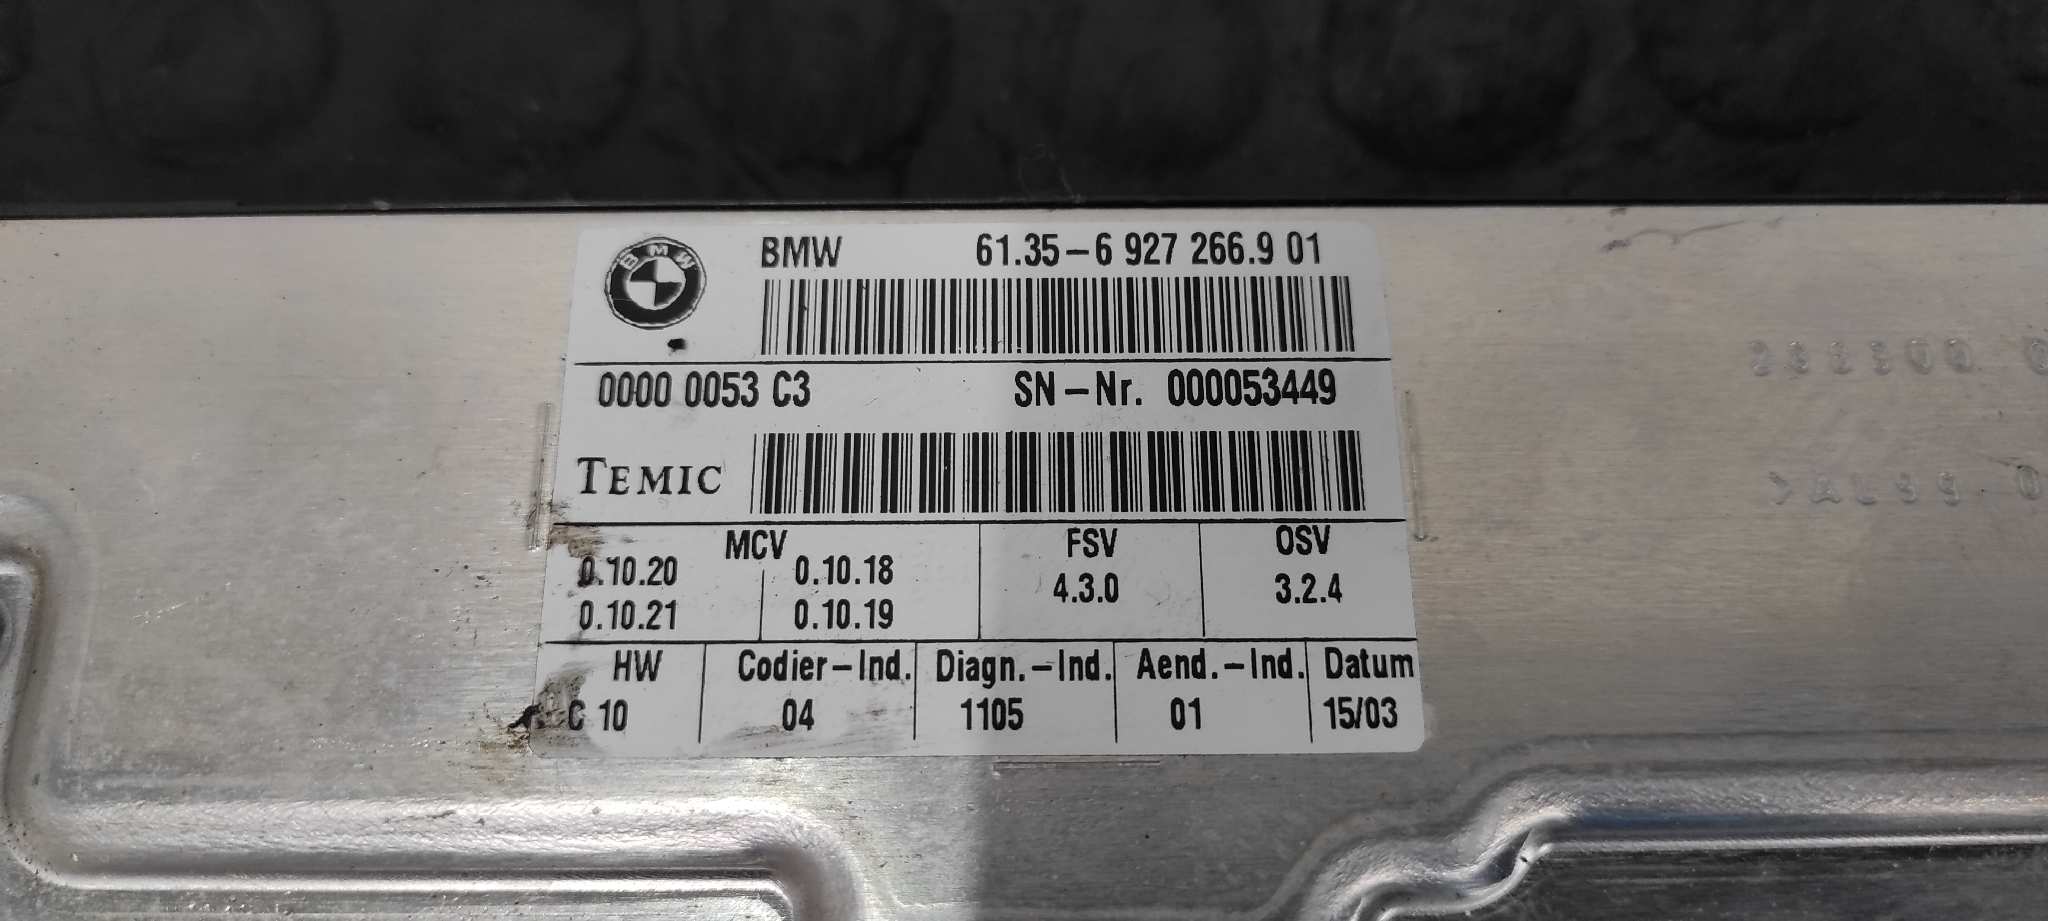 BMW
BMW 61.35-6 927 266.9 01
0000 0053 C3 SN-Nr. 000053449
TEMIC
MCV FSV OSV
0.10.20 0.10.18 4.3.0 3.2.4
0.10.21 0.10.19
HW Codier-Ind. Diagn.-Ind. Aend.-Ind. Datum
C 10 04 1105 01 15/03